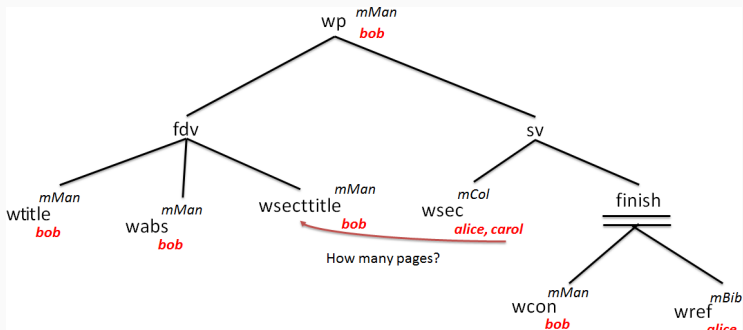 wp mMan
bob
fdv
sv
mMan
wtitle
bob
mMan
wabs
bob
mMan
wsecttitle
bob
mCol
wsec
alice, carol
finish
How many pages?
mMan
wcon
bob
mBib
wref
alice